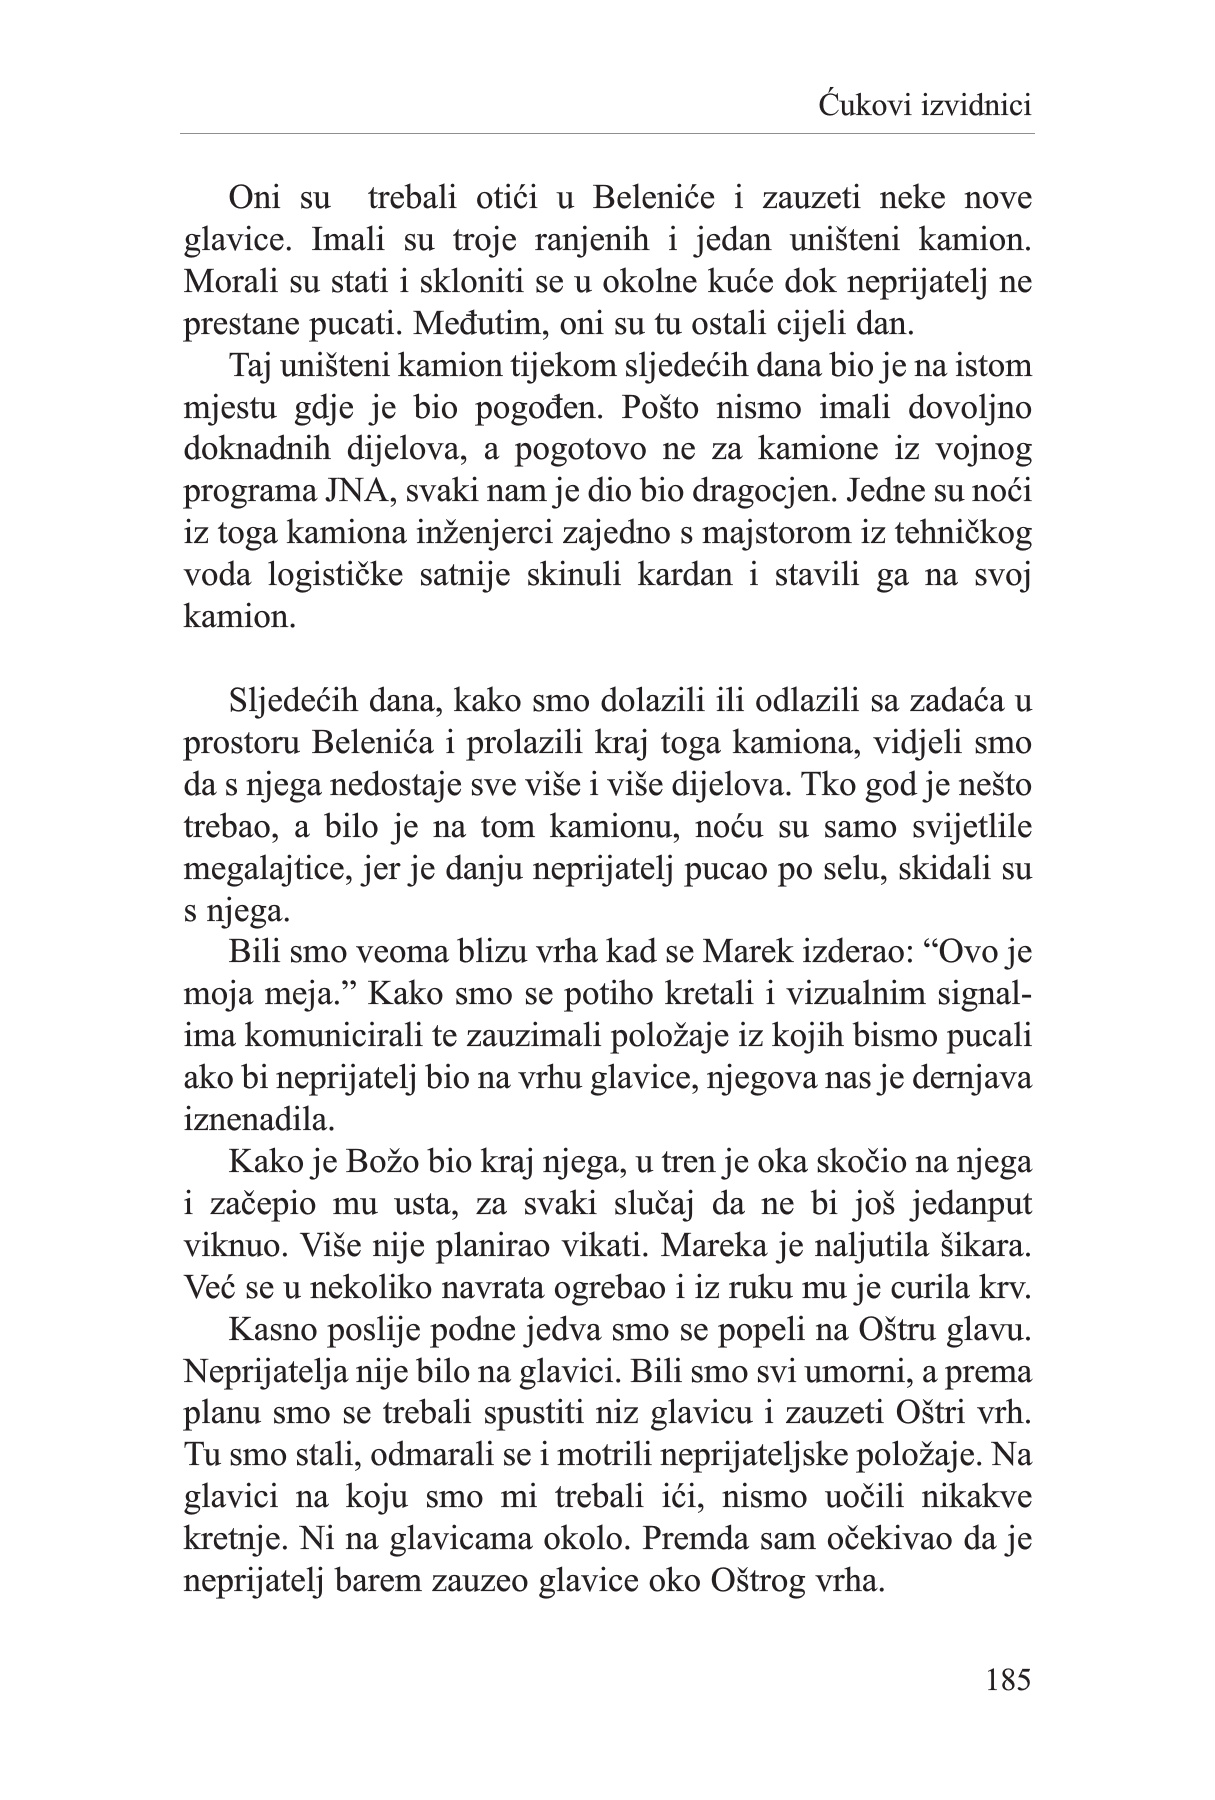 Ćukovi izvidnici
Oni su trebali otići u Beleniće i zauzeti neke nove
glavice. Imali su troje ranjenih i jedan uništeni kamion.
Morali su stati i skloniti se u okolne kuće dok neprijatelj ne
prestane pucati. Međutim, oni su tu ostali cijeli dan.
Taj uništeni kamion tijekom sljedećih dana bio je na istom
mjestu gdje je bio pogođen. Pošto nismo imali dovoljno
doknadnih dijelova, a pogotovo ne za kamione iz vojnog
programa JNA, svaki nam je dio bio dragocjen. Jedne su noći
iz toga kamiona inženjerci zajedno s majstorom iz tehničkog
voda logističke satnije skinuli kardan i stavili ga na svoj
kamion.
Sljedećih dana, kako smo dolazili ili odlazili sa zadaća u
prostoru Belenića i prolazili kraj toga kamiona, vidjeli smo
da s njega nedostaje sve više i više dijelova. Tko god je nešto
trebao, a bilo je na tom kamionu, noću su samo svijetlile
megalajtice, jer je danju neprijatelj pucao po selu, skidali su
s njega.
Bili smo veoma blizu vrha kad se Marek izderao: “Ovo je
moja meja.” Kako smo se potiho kretali i vizualnim signal-
ima komunicirali te zauzimali položaje iz kojih bismo pucali
ako bi neprijatelj bio na vrhu glavice, njegova nas je dernjava
iznenadila.
Kako je Božo bio kraj njega, u tren je oka skočio na njega
i začepio mu usta, za svaki slučaj da ne bi još jedanput
viknuo. Više nije planirao vikati. Mareka je naljutila šikara.
Već se u nekoliko navrata ogrebao i iz ruku mu je curila krv.
Kasno poslije podne jedva smo se popeli na Oštru glavu.
Neprijatelja nije bilo na glavici. Bili smo svi umorni, a prema
planu smo se trebali spustiti niz glavicu i zauzeti Oštri vrh.
Tu smo stali, odmarali se i motrili neprijateljske položaje. Na
glavici na koju smo mi trebali ići, nismo uočili nikakve
kretnje. Ni na glavicama okolo. Premda sam očekivao da je
neprijatelj barem zauzeo glavice oko Oštrog vrha.
185